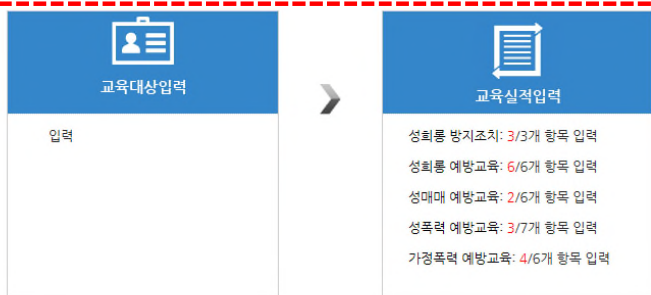 교육대상입력
입력
교육실적입력
성희롱 방지조치: 3/3개 항목 입력
성희롱 예방교육: 6/6개 항목 입력
성매매 예방교육: 2/6개 항목 입력
성폭력 예방교육: 3/7개 항목 입력
가정폭력 예방교육: 4/6개 항목 입력